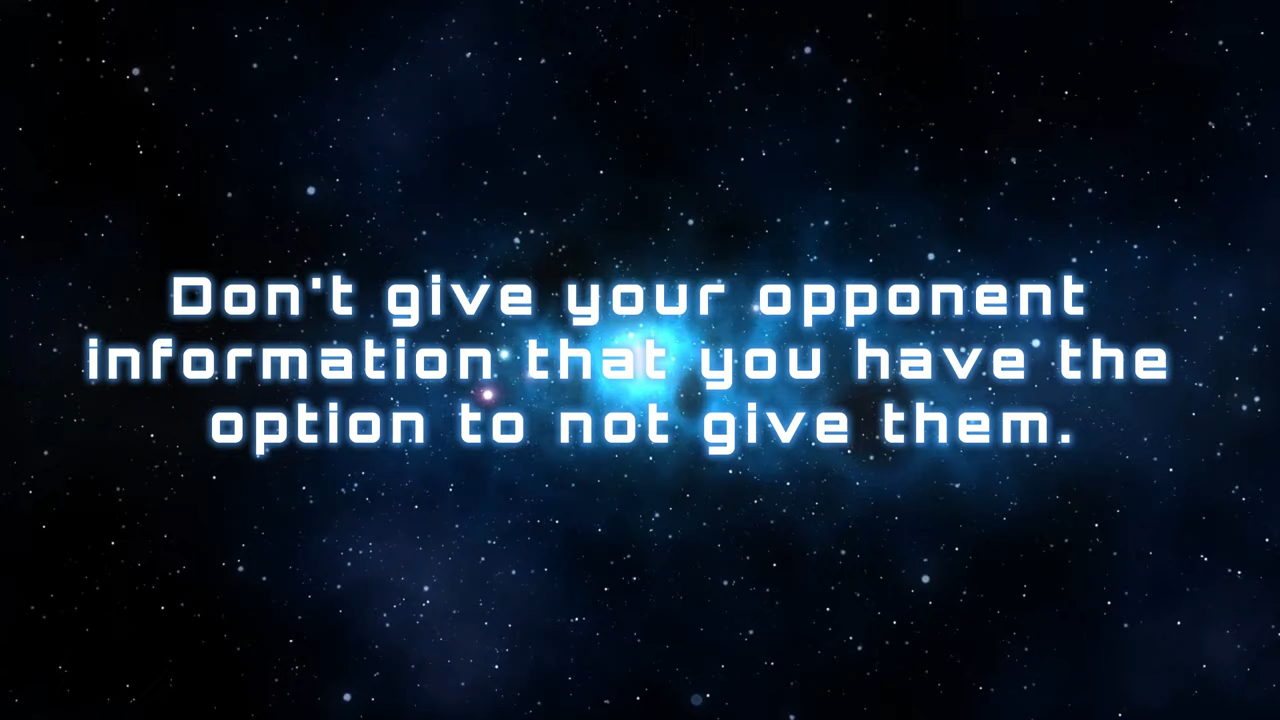 Don't give your opponent
information that you have the
option to not give them.